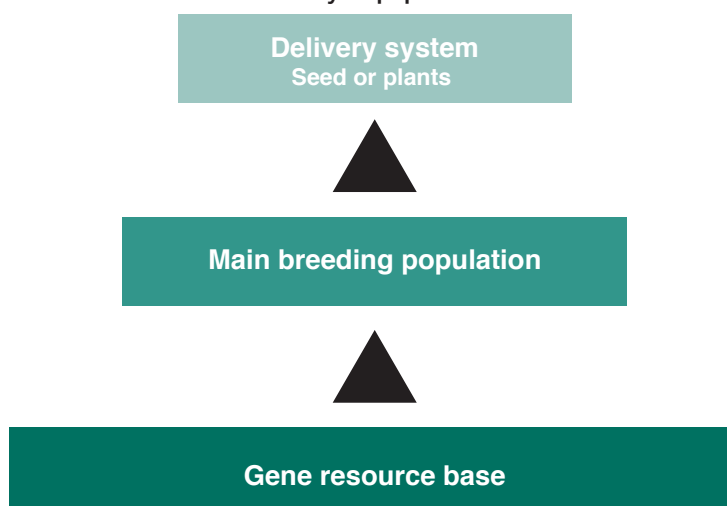 Delivery system
Seed or plants
Main breeding population
Gene resource base